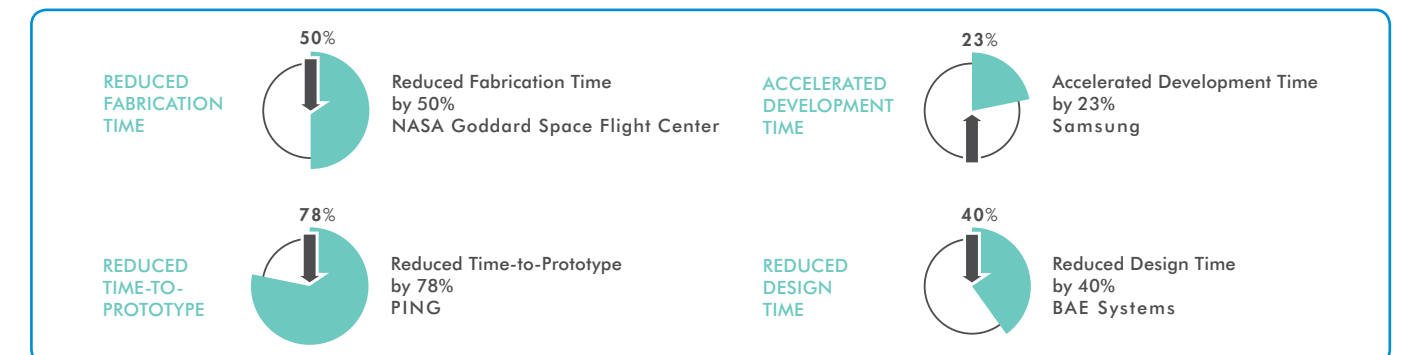 50%
REDUCED
FABRICATION
TIME
Reduced Fabrication Time
by 50%
NASA Goddard Space Flight Center
23%
ACCELERATED
DEVELOPMENT
TIME
Accelerated Development Time
by 23%
Samsung
78%
REDUCED
TIME-TO-
PROTOTYPE
Reduced Time-to-Prototype
by 78%
PING
40%
REDUCED
DESIGN
TIME
Reduced Design Time
by 40%
BAE Systems